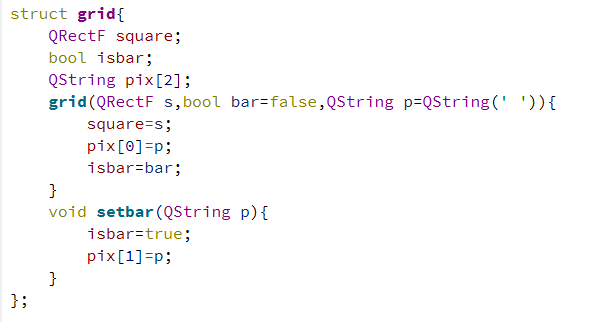 struct grid{
    QRectF square;
    bool isbar;
    QString pix[2];
    grid(QRectF s,bool bar=false,QString p=QString(' ')){
        square=s;
        pix[0]=p;
        isbar=bar;
    }
    void setbar(QString p){
        isbar=true;
        pix[1]=p;
    }
};